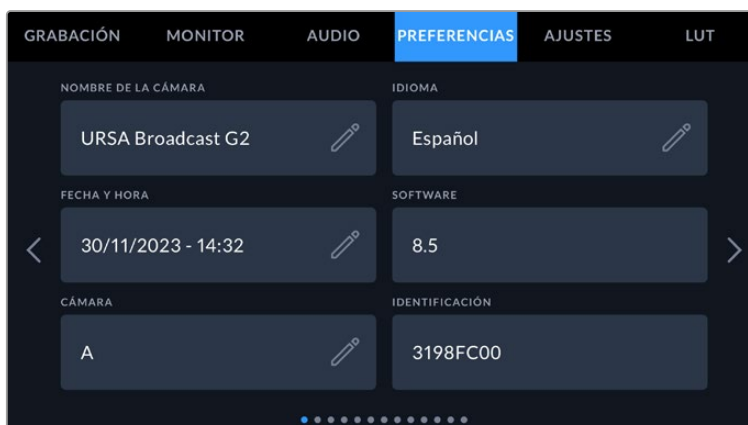 GRABACIÓN MONITOR AUDIO PREFERENCIAS AJUSTES LUT
NOMBRE DE LA CÁMARA IDIOMA
URSA Broadcast G2 Español
FECHA Y HORA SOFTWARE
30/11/2023 - 14:32 8.5
CÁMARA IDENTIFICACIÓN
A 3198FC00